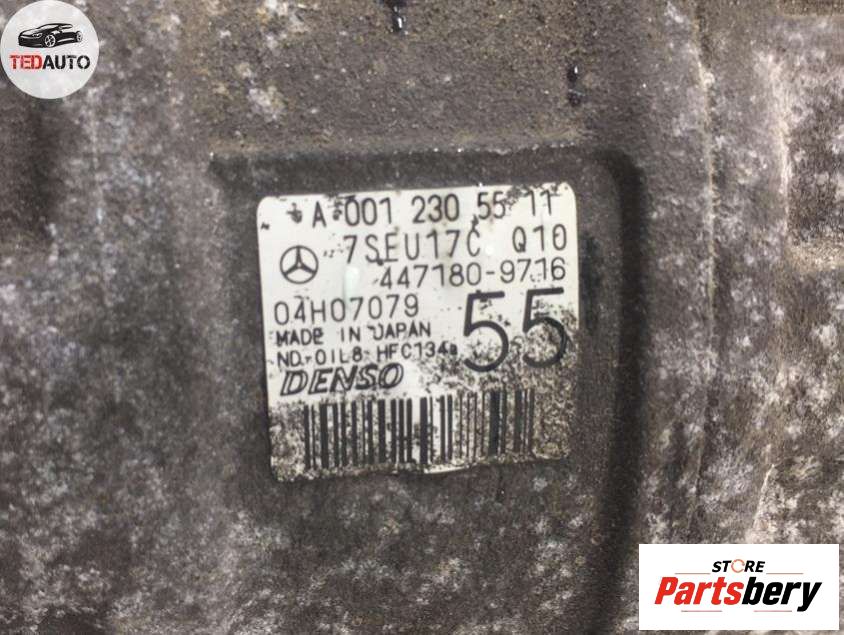 TEDAUTO
A 001 230 55 11
7SEU17C Q10
447180-9716
04H07079
55
MADE IN JAPAN
ND-OIL8 HFC134a
DENSO
STORE
Partsbery